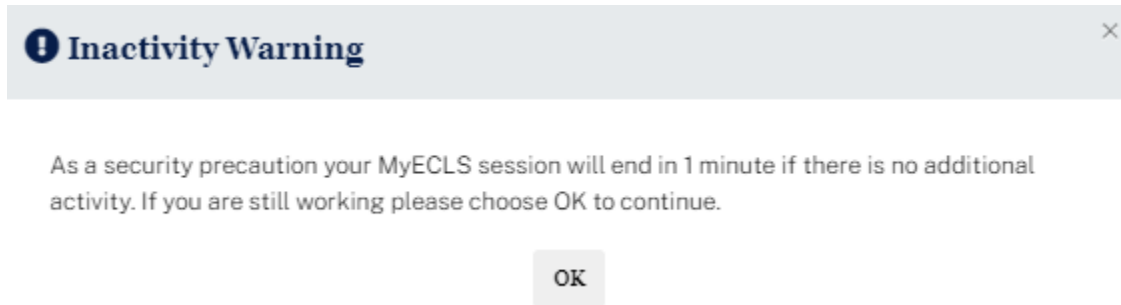 Inactivity Warning
As a security precaution your MyECLS session will end in 1 minute if there is no additional
activity. If you are still working please choose OK to continue.
OK